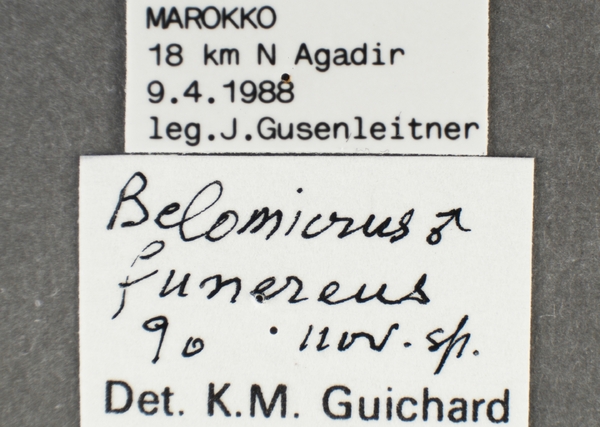 MAROKKO
18 km N Agadir
9.4.1988
leg.J.Gusenleitner
Belomicrus ♂
funereus
90 nov. sp.
Det. K.M. Guichard